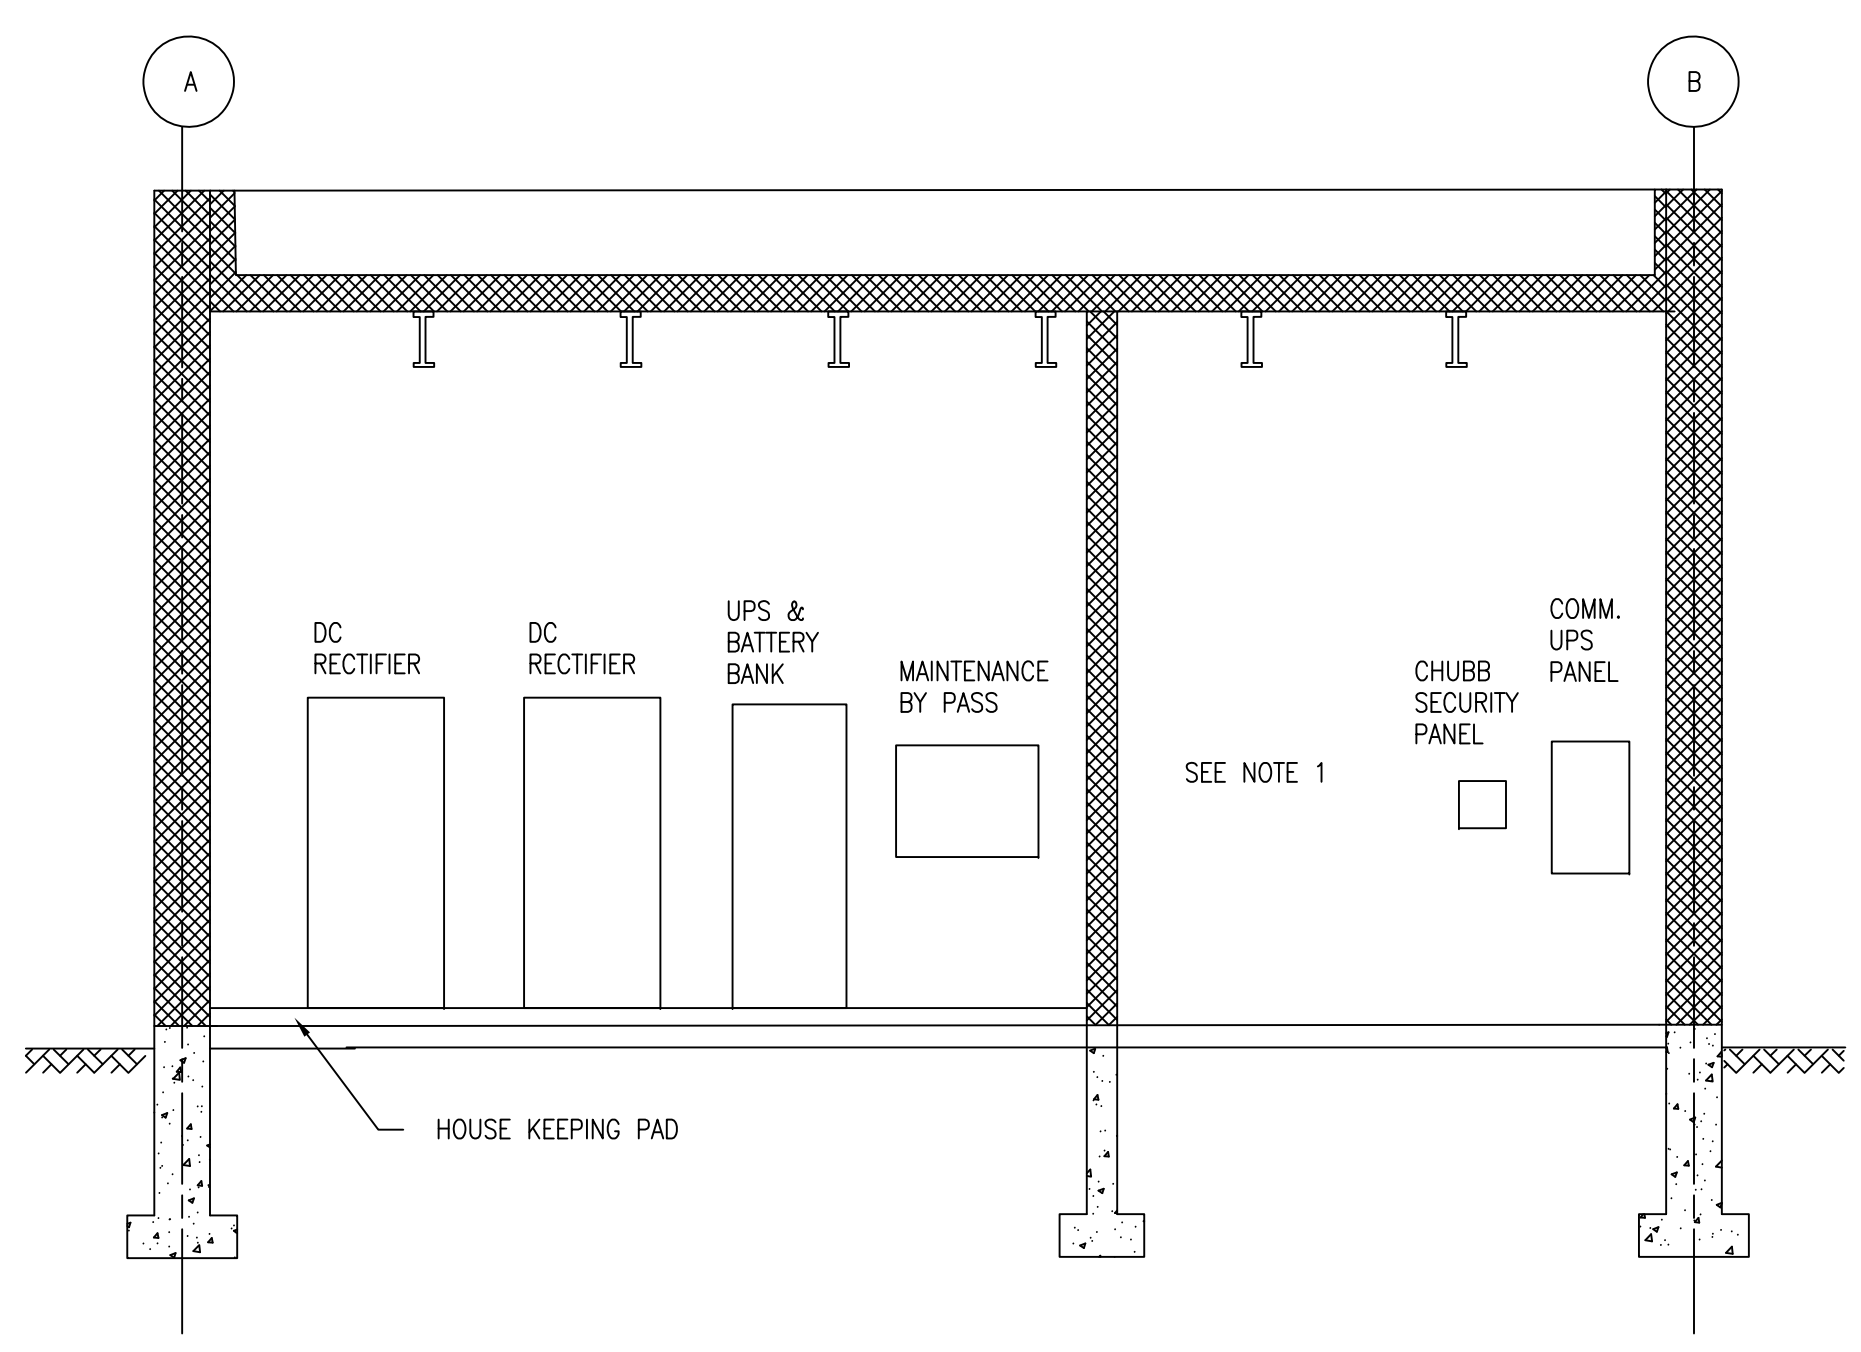 A
B
DC
RECTIFIER
DC
RECTIFIER
UPS &
BATTERY
BANK
MAINTENANCE
BY PASS
SEE NOTE 1
CHUBB
SECURITY
PANEL
COMM.
UPS
PANEL
HOUSE KEEPING PAD